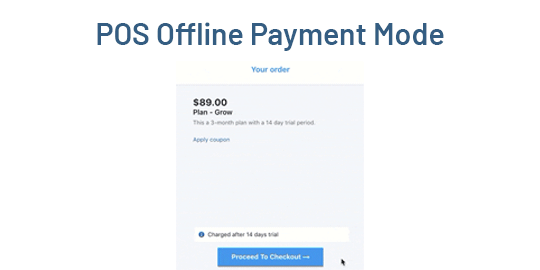 POS Offline Payment Mode
Your order
$89.00
Plan - Grow
This a 3-month plan with a 14 day trial period.
Apply coupon
Charged after 14 days trial
Proceed To Checkout →